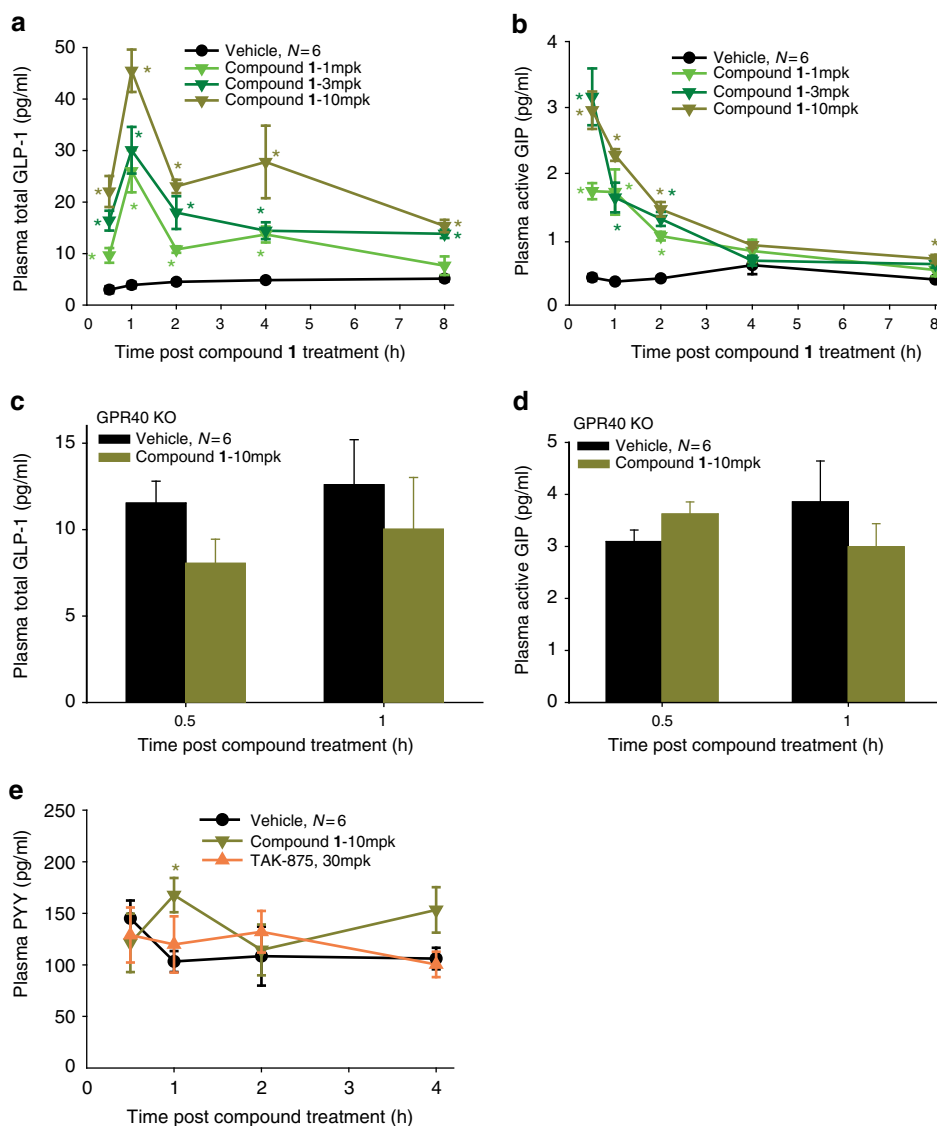 a
Plasma total GLP-1 (pg/ml)
50
40
30
20
10
0
Vehicle, N=6
Compound 1-1mpk
Compound 1-3mpk
Compound 1-10mpk
* * * * * * * * * * * * * *
0 1 2 3 4 5 6 7 8
Time post compound 1 treatment (h)
b
Plasma active GIP (pg/ml)
4
3
2
1
0
Vehicle, N=6
Compound 1-1mpk
Compound 1-3mpk
Compound 1-10mpk
* * * * * * * * * *
0 1 2 3 4 5 6 7 8
Time post compound 1 treatment (h)
c
GPR40 KO
Plasma total GLP-1 (pg/ml)
15
10
5
0
Vehicle, N=6
Compound 1-10mpk
0.5 1
Time post compound treatment (h)
d
GPR40 KO
Plasma active GIP (pg/ml)
5
4
3
2
1
0
Vehicle, N=6
Compound 1-10mpk
0.5 1
Time post compound treatment (h)
e
Plasma PYY (pg/ml)
250
200
150
100
50
0
Vehicle, N=6
Compound 1-10mpk
TAK-875, 30mpk
*
0 1 2 3 4
Time post compound treatment (h)